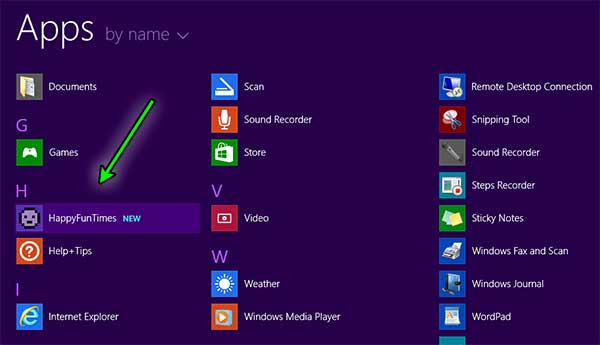 Apps by name
Documents
G
Games
H
HappyFunTimes NEW
Help+Tips
I
Internet Explorer
Scan
Sound Recorder
Store
V
Video
W
Weather
Windows Media Player
Remote Desktop Connection
Snipping Tool
Sound Recorder
Steps Recorder
Sticky Notes
Windows Fax and Scan
Windows Journal
WordPad